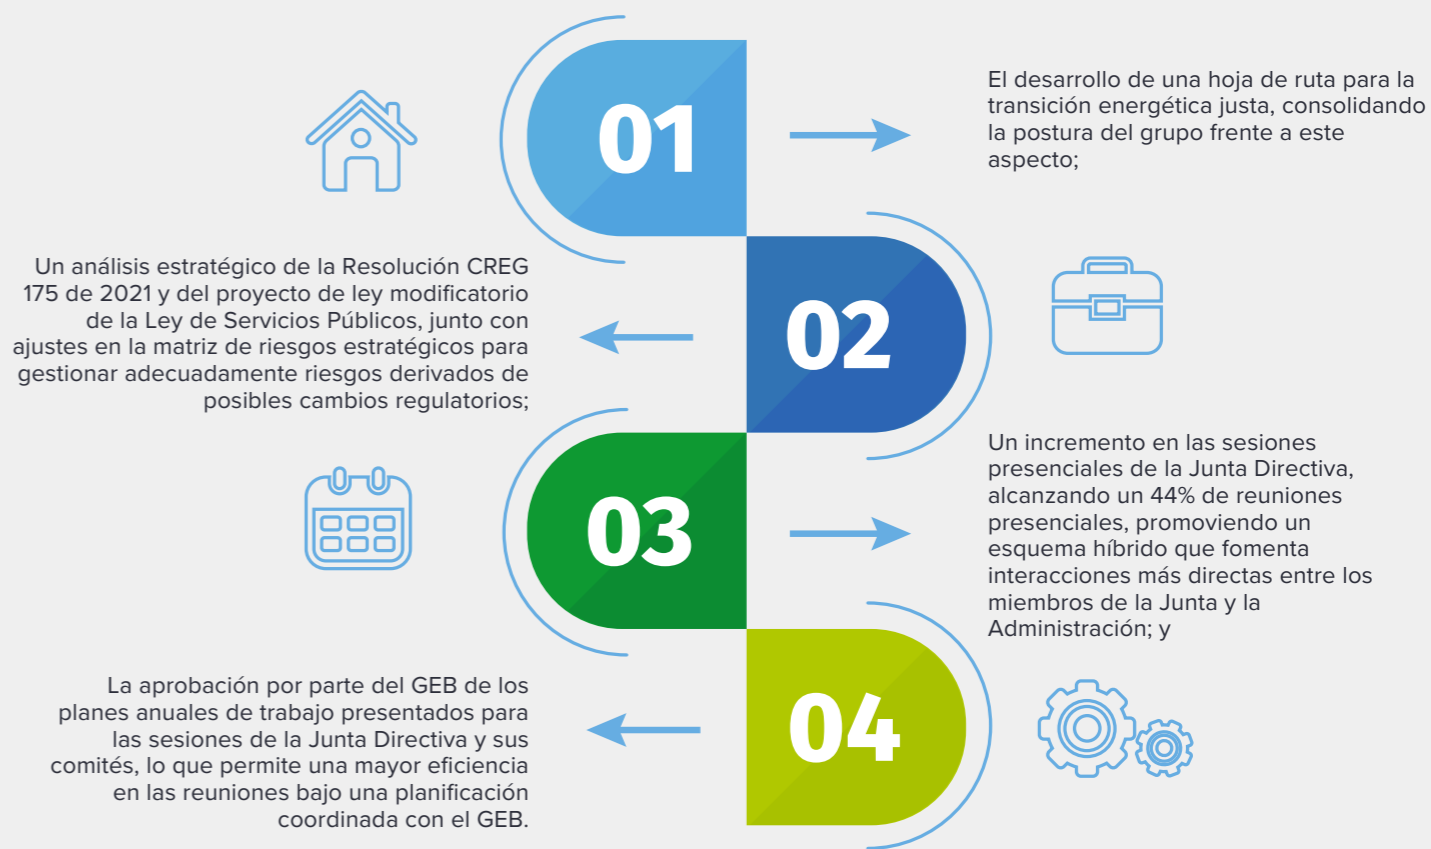 01
El desarrollo de una hoja de ruta para la
transición energética justa, consolidando
la postura del grupo frente a este
aspecto;
02
Un análisis estratégico de la Resolución CREG
175 de 2021 y del proyecto de ley modificatorio
de la Ley de Servicios Públicos, junto con
ajustes en la matriz de riesgos estratégicos para
gestionar adecuadamente riesgos derivados de
posibles cambios regulatorios;
03
Un incremento en las sesiones
presenciales de la Junta Directiva,
alcanzando un 44% de reuniones
presenciales, promoviendo un
esquema híbrido que fomenta
interacciones más directas entre los
miembros de la Junta y la
Administración; y
04
La aprobación por parte del GEB de los
planes anuales de trabajo presentados para
las sesiones de la Junta Directiva y sus
comités, lo que permite una mayor eficiencia
en las reuniones bajo una planificación
coordinada con el GEB.